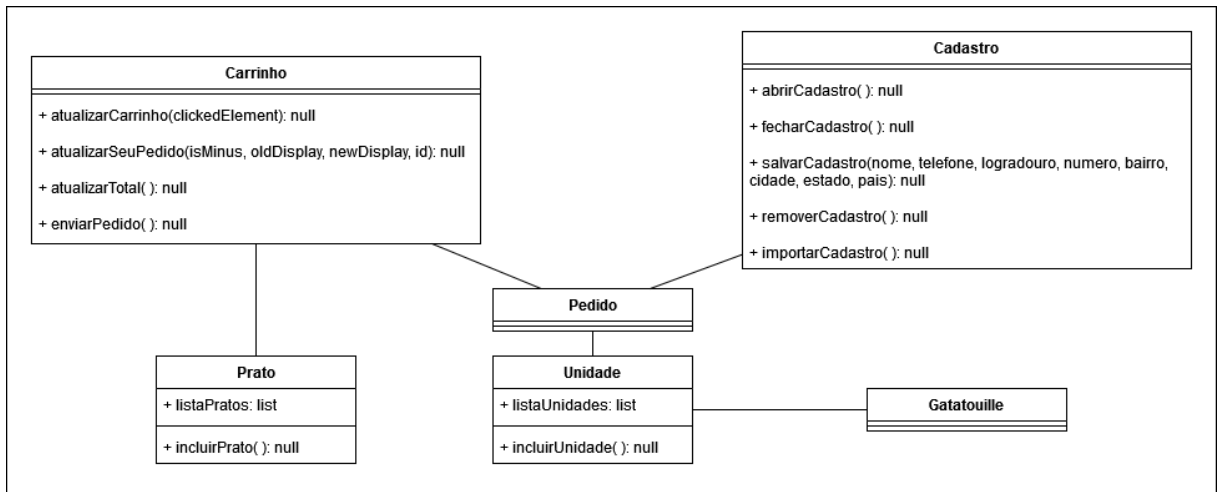 Carrinho
+ atualizarCarrinho(clickedElement): null
+ atualizarSeuPedido(isMinus, oldDisplay, newDisplay, id): null
+ atualizarTotal( ): null
+ enviarPedido( ): null
Cadastro
+ abrirCadastro( ): null
+ fecharCadastro( ): null
+ salvarCadastro(nome, telefone, logradouro, numero, bairro,
cidade, estado, pais): null
+ removerCadastro( ): null
+ importarCadastro( ): null
Pedido
Prato
+ listaPratos: list
+ incluirPrato( ): null
Unidade
+ listaUnidades: list
+ incluirUnidade( ): null
Gatatouille